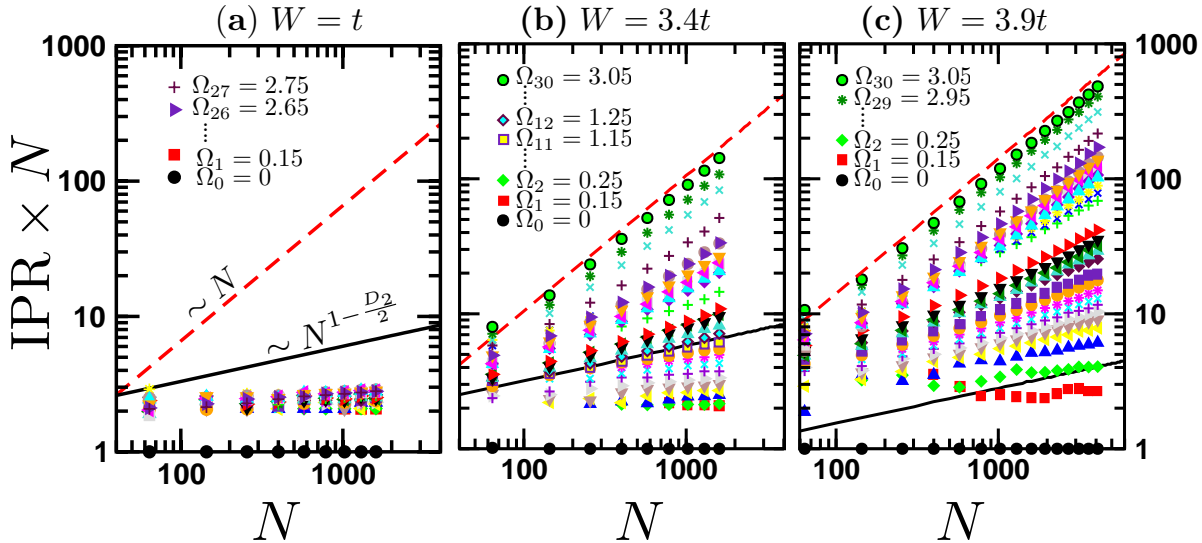 (a) W = t
(b) W = 3.4t
(c) W = 3.9t
IPR × N
1000
100
10
1
Ω27 = 2.75
Ω26 = 2.65
Ω1 = 0.15
Ω0 = 0
∼ N
∼ N^{1−D2/2}
100 1000
N
Ω30 = 3.05
Ω12 = 1.25
Ω11 = 1.15
Ω2 = 0.25
Ω1 = 0.15
Ω0 = 0
100 1000
N
Ω30 = 3.05
Ω29 = 2.95
Ω2 = 0.25
Ω1 = 0.15
Ω0 = 0
1000
N
1000
100
10
1